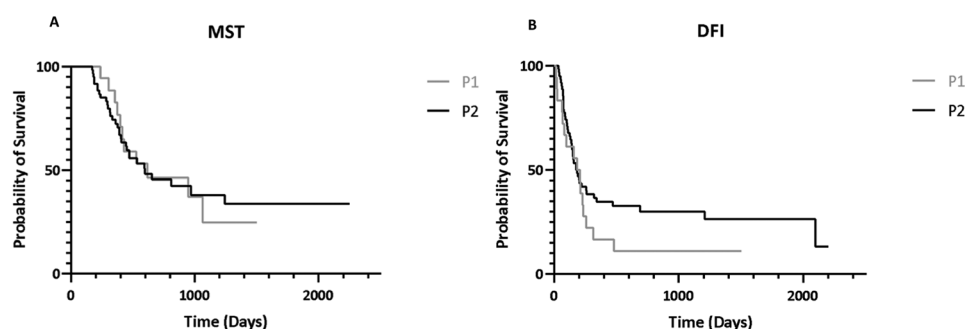 A
MST
100
50
0
0
1000
2000
Probability of Survival
Time (Days)
P1
P2
B
DFI
100
50
0
0
1000
2000
Probability of Survival
Time (Days)
P1
P2